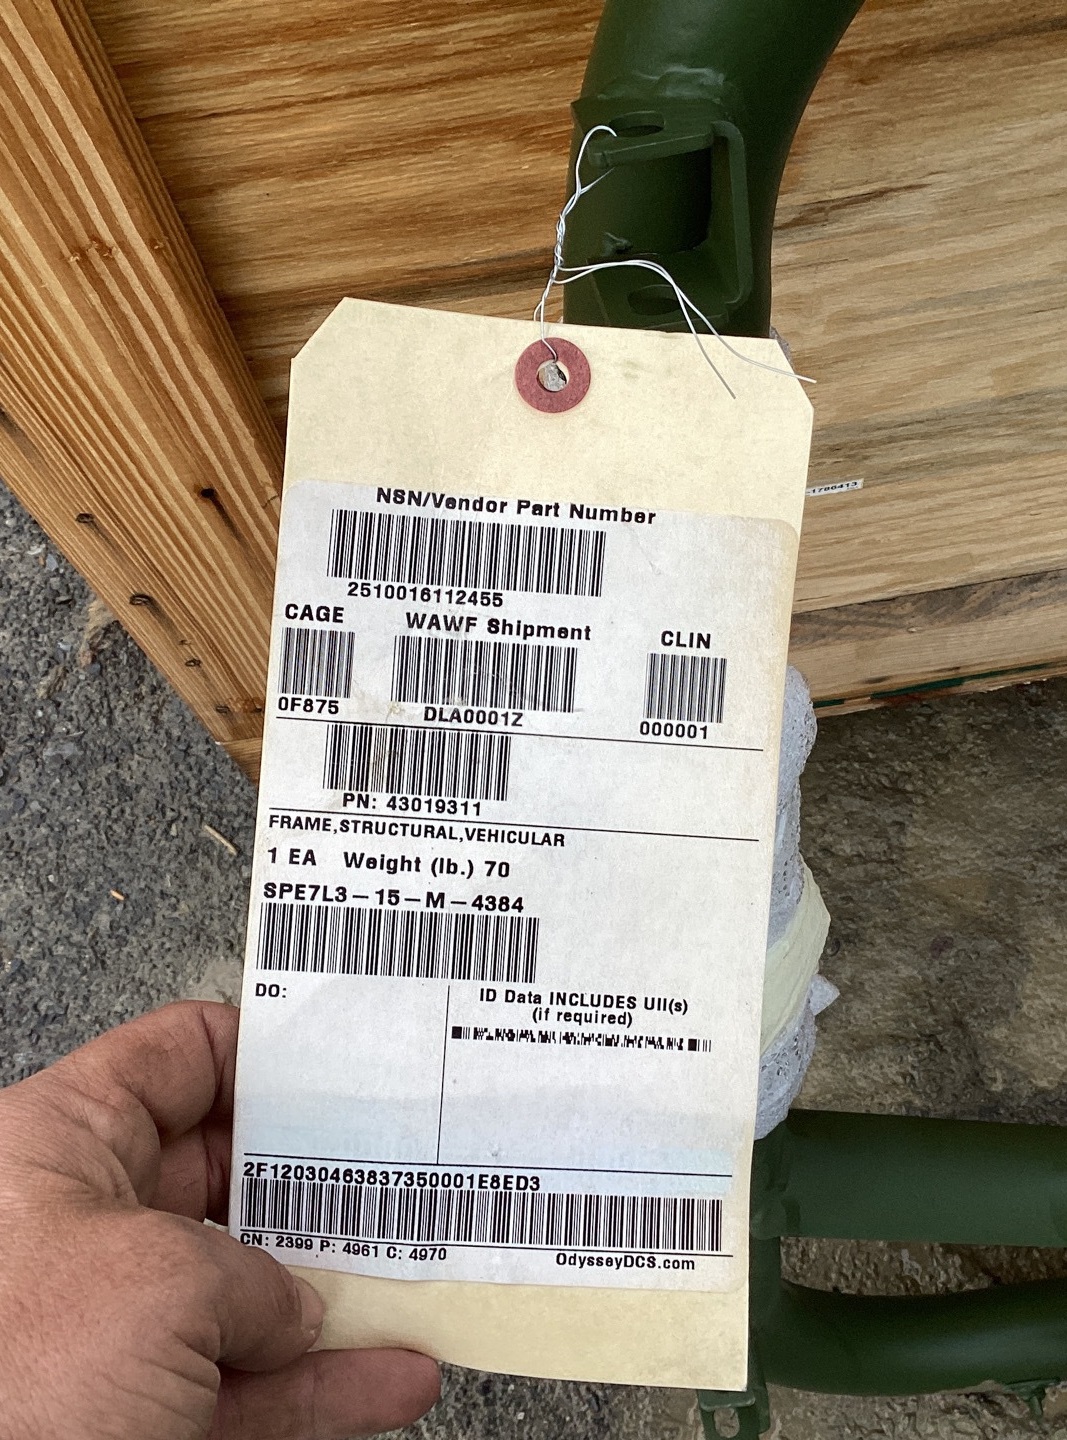 -1786413
NSN/Vendor Part Number
2510016112455
CAGE WAWF Shipment CLIN
0F875 DLA0001Z 000001
PN: 43019311
FRAME,STRUCTURAL,VEHICULAR
1 EA Weight (lb.) 70
SPE7L3-15-M-4384
DO:
ID Data INCLUDES UII(s)
(if required)
2F12030463837350001E8ED3
CN: 2399 P: 4961 C: 4970
OdysseyDCS.com